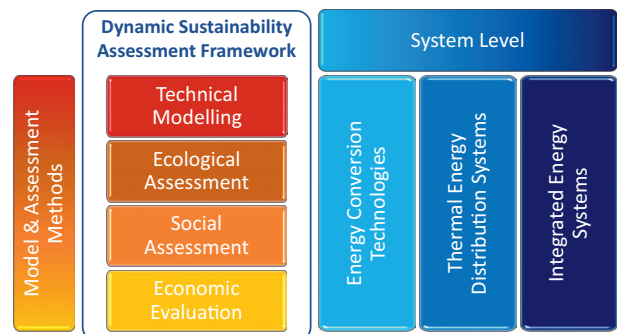 Dynamic Sustainability
Assessment Framework
System Level
Model & Assessment
Methods
Technical
Modelling
Ecological
Assessment
Social
Assessment
Economic
Evaluation
Energy Conversion
Technologies
Thermal Energy
Distribution Systems
Integrated Energy
Systems